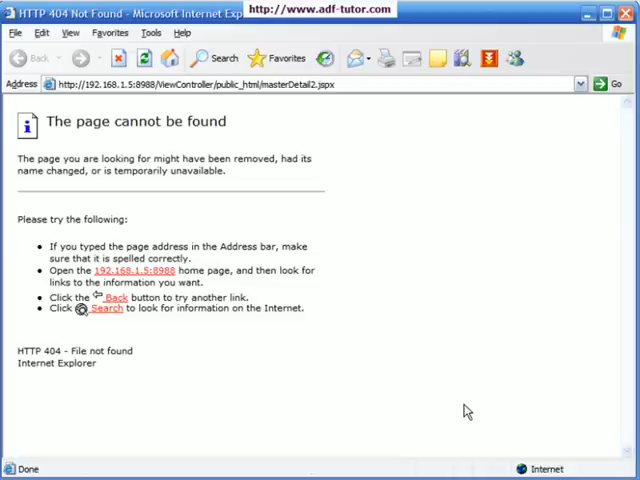 HTTP 404 Not Found - Microsoft Internet Expl
http://www.adf-tutor.com
File Edit View Favorites Tools Help
Back Search Favorites
Address http://192.168.1.5:8988/ViewController/public_html/masterDetail2.jspx Go
The page cannot be found
The page you are looking for might have been removed, had its
name changed, or is temporarily unavailable.
Please try the following:
If you typed the page address in the Address bar, make
sure that it is spelled correctly.
Open the 192.168.1.5:8988 home page, and then look for
links to the information you want.
Click the Back button to try another link.
Click Search to look for information on the Internet.
HTTP 404 - File not found
Internet Explorer
Done Internet